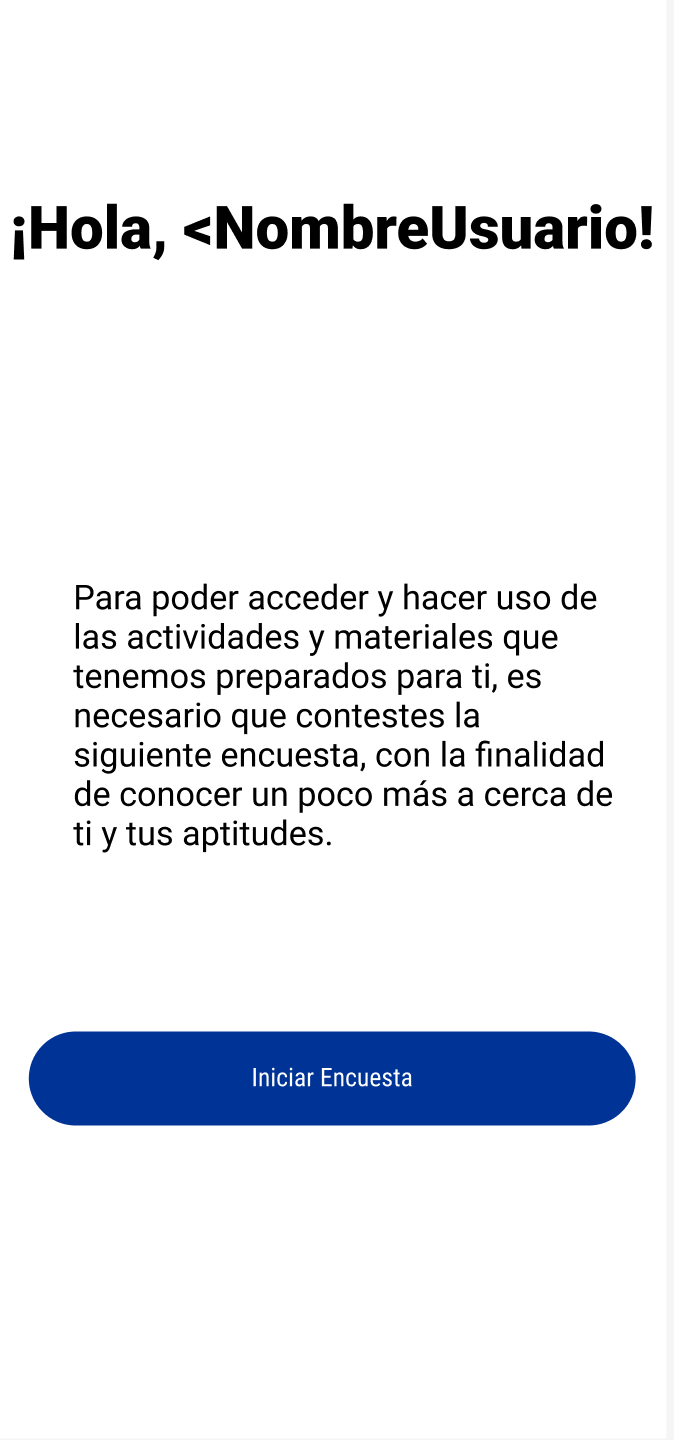 ¡Hola, <NombreUsuario!
Para poder acceder y hacer uso de
las actividades y materiales que
tenemos preparados para ti, es
necesario que contestes la
siguiente encuesta, con la finalidad
de conocer un poco más a cerca de
ti y tus aptitudes.
Iniciar Encuesta